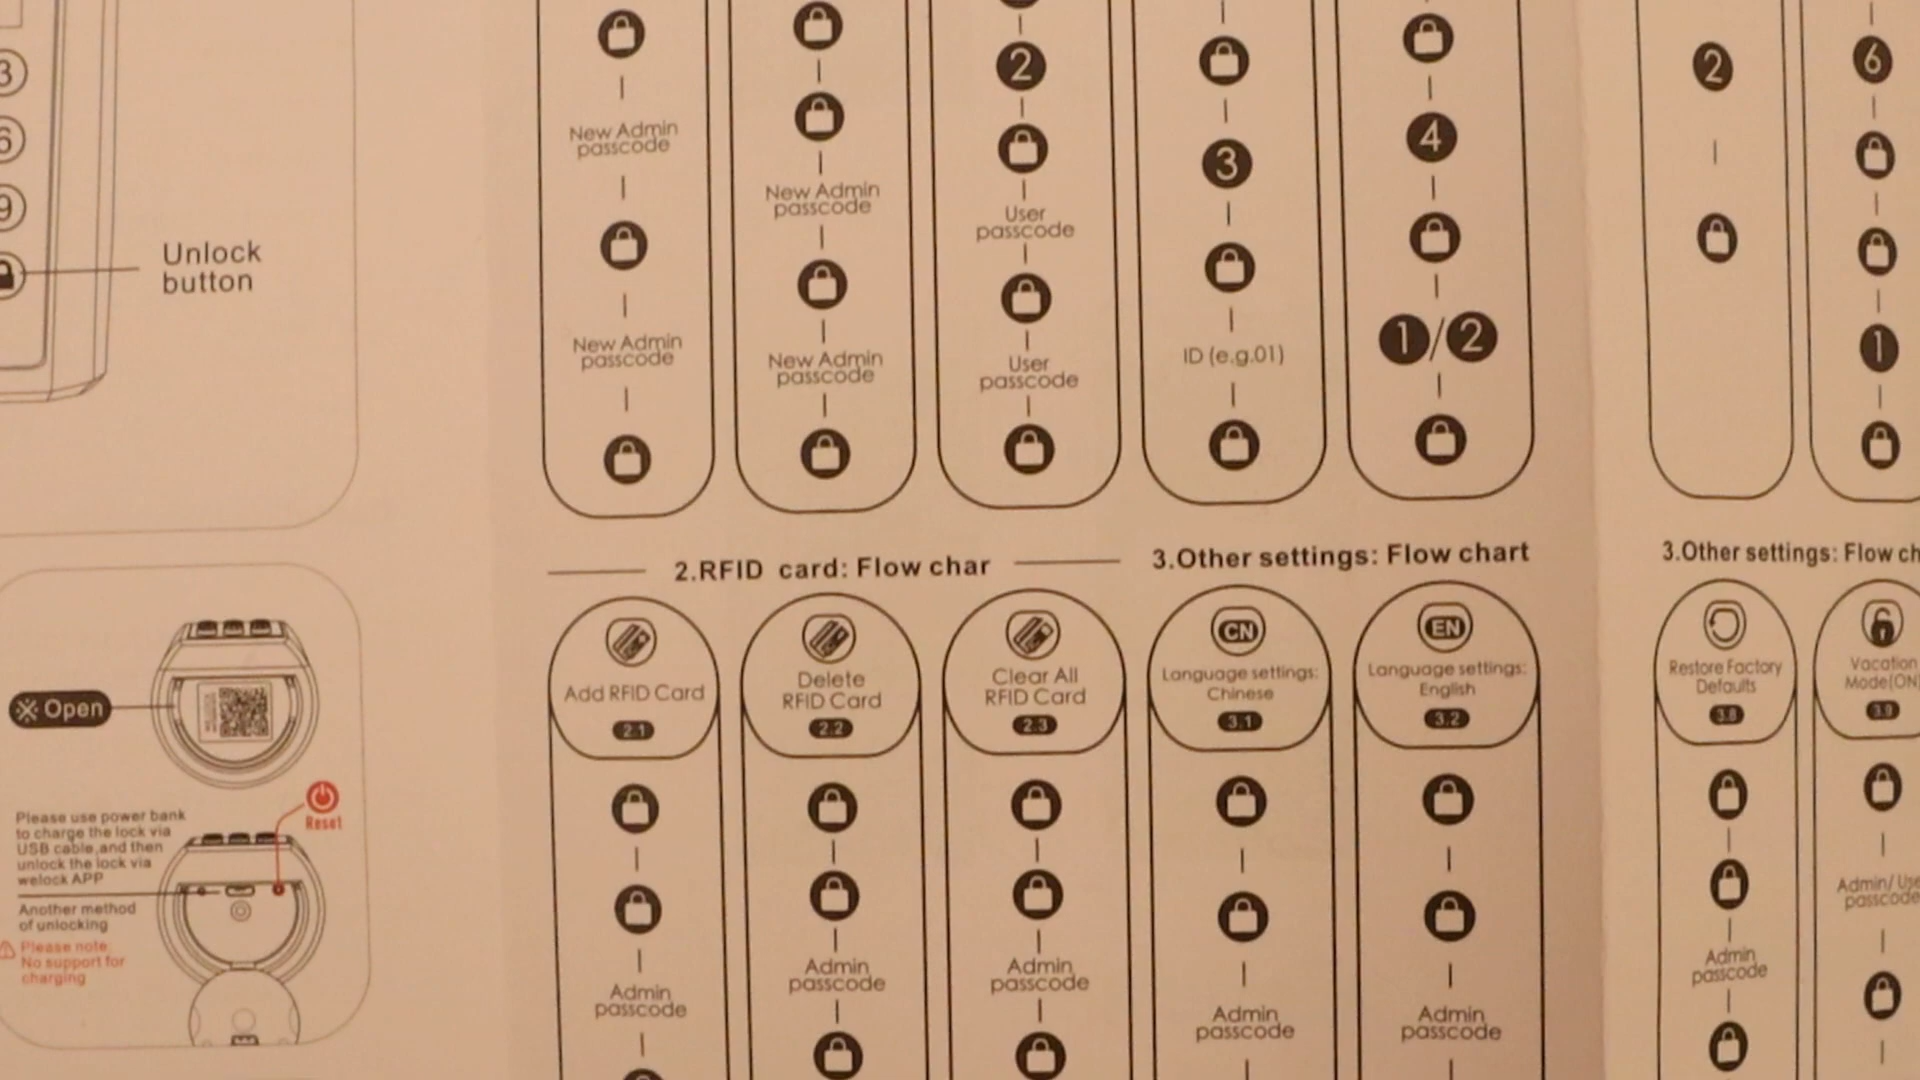 3
6
9
Unlock
button
※ Open
Reset
Please use power bank
to charge the lock via
USB cable,and then
unlock the lock via
welock APP
Another method
of unlocking
Please note:
No support for
charging
New Admin
passcode
New Admin
passcode
New Admin
passcode
New Admin
passcode
2
User
passcode
User
passcode
3
ID (e.g.01)
4
1/2
2
6
1
2.RFID card: Flow char
3.Other settings: Flow chart
3.Other settings: Flow ch
Add RFID Card
2.1
Admin
passcode
Delete
RFID Card
2.2
Admin
passcode
Clear All
RFID Card
2.3
Admin
passcode
CN
Language settings:
Chinese
3.1
Admin
passcode
EN
Language settings:
English
3.2
Admin
passcode
Restore Factory
Defaults
3.8
Admin
passcode
Vacation
Mode(ON)
3.9
Admin/ Use
passcode